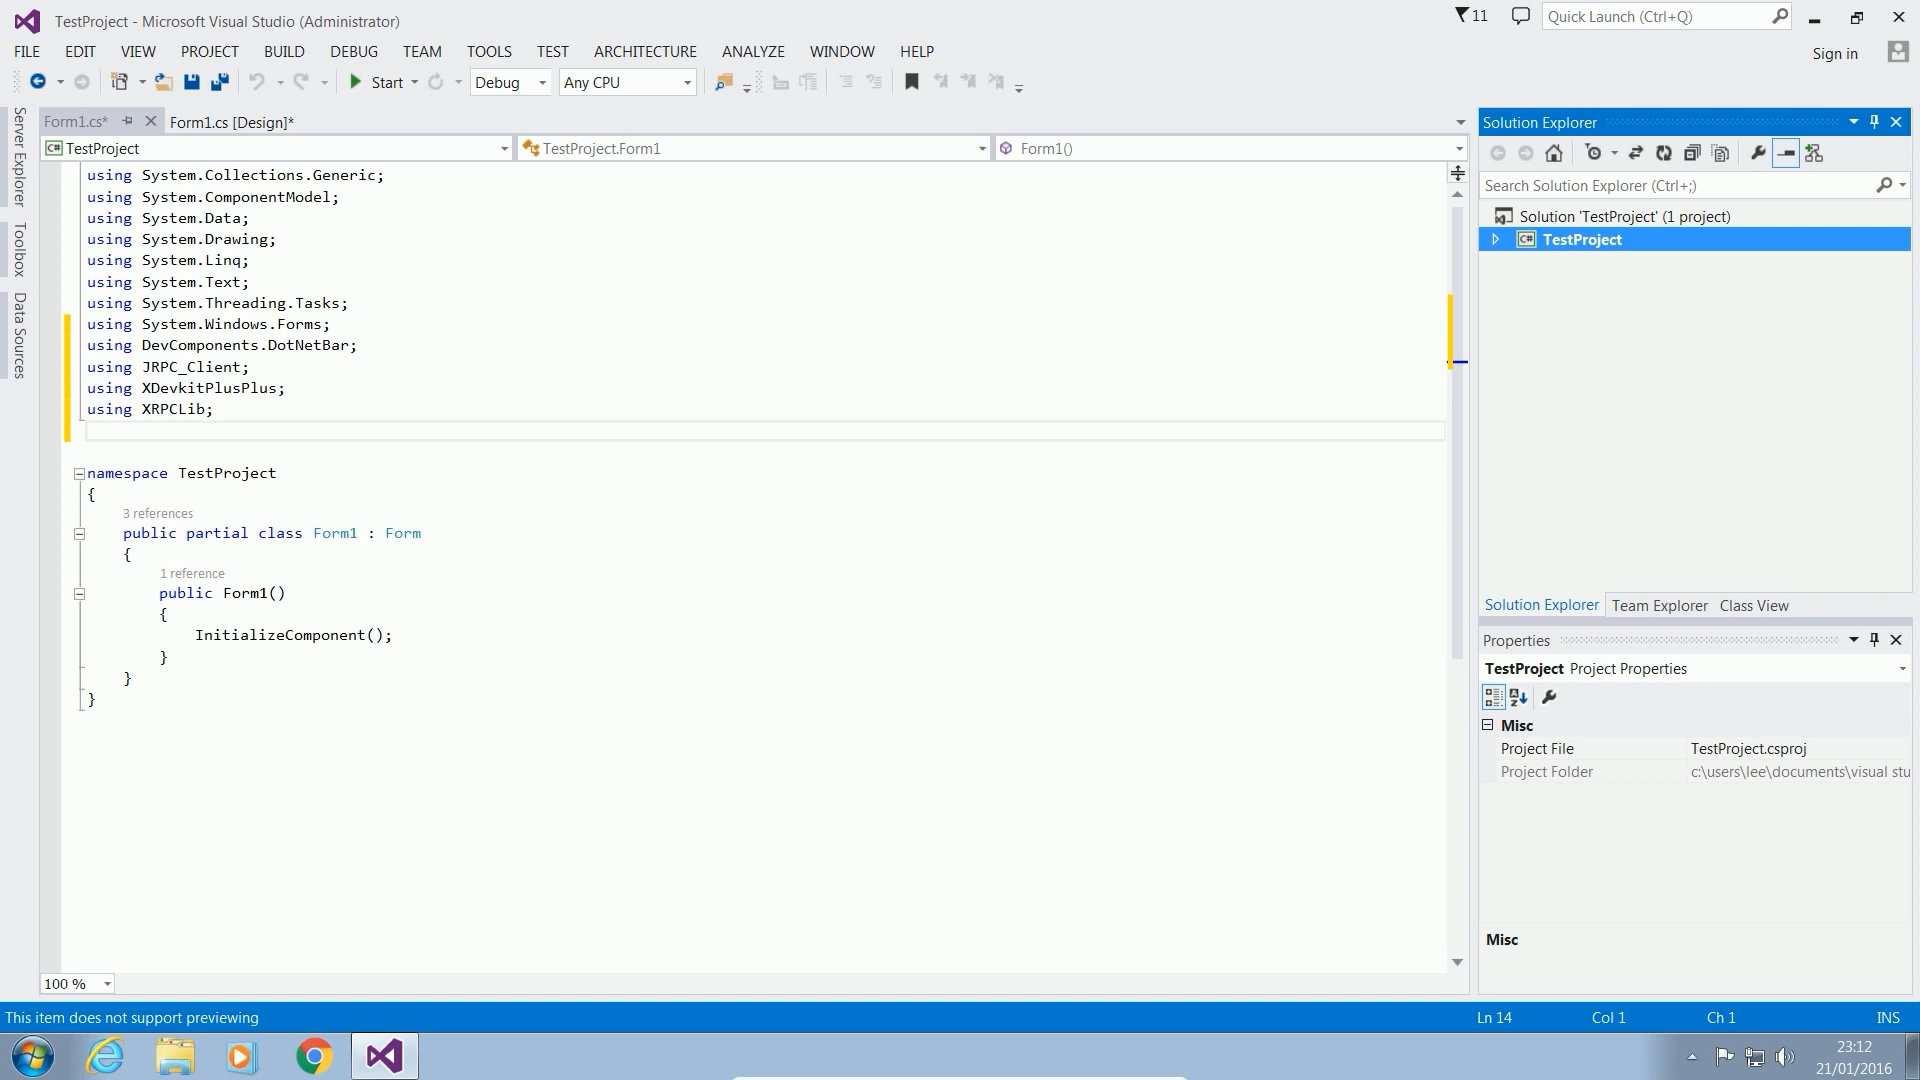 TestProject - Microsoft Visual Studio (Administrator)
11
Quick Launch (Ctrl+Q)
FILE EDIT VIEW PROJECT BUILD DEBUG TEAM TOOLS TEST ARCHITECTURE ANALYZE WINDOW HELP
Sign in
Start Debug Any CPU
Server Explorer
Toolbox
Data Sources
Form1.cs* Form1.cs [Design]*
C# TestProject TestProject.Form1 Form1()
using System.Collections.Generic;
using System.ComponentModel;
using System.Data;
using System.Drawing;
using System.Linq;
using System.Text;
using System.Threading.Tasks;
using System.Windows.Forms;
using DevComponents.DotNetBar;
using JRPC_Client;
using XDevkitPlusPlus;
using XRPCLib;
namespace TestProject
{
3 references
public partial class Form1 : Form
{
1 reference
public Form1()
{
InitializeComponent();
}
}
}
100 %
Solution Explorer
Search Solution Explorer (Ctrl+;)
Solution 'TestProject' (1 project)
C# TestProject
Solution Explorer Team Explorer Class View
Properties
TestProject Project Properties
Misc
Project File TestProject.csproj
Project Folder c:\users\lee\documents\visual stu
Misc
This item does not support previewing
Ln 14 Col 1 Ch 1 INS
23:12
21/01/2016